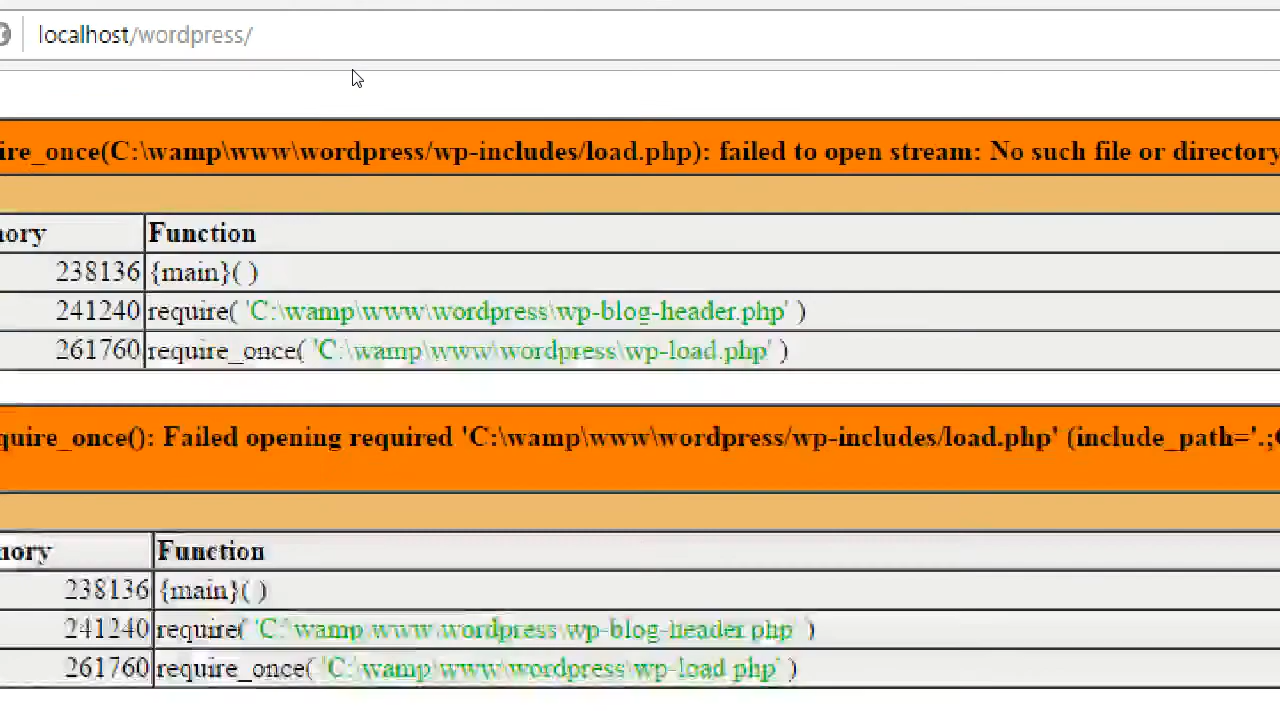 localhost/wordpress/
ire_once(C:\wamp\www\wordpress/wp-includes/load.php): failed to open stream: No such file or directory
nory Function
238136 {main}( )
241240 require( 'C:\wamp\www\wordpress\wp-blog-header.php' )
261760 require_once( 'C:\wamp\www\wordpress\wp-load.php' )
quire_once(): Failed opening required 'C:\wamp\www\wordpress/wp-includes/load.php' (include_path='.;C
nory Function
238136 {main}( )
241240 require( 'C:\wamp\www\wordpress\wp-blog-header.php' )
261760 require_once( 'C:\wamp\www\wordpress\wp-load.php' )